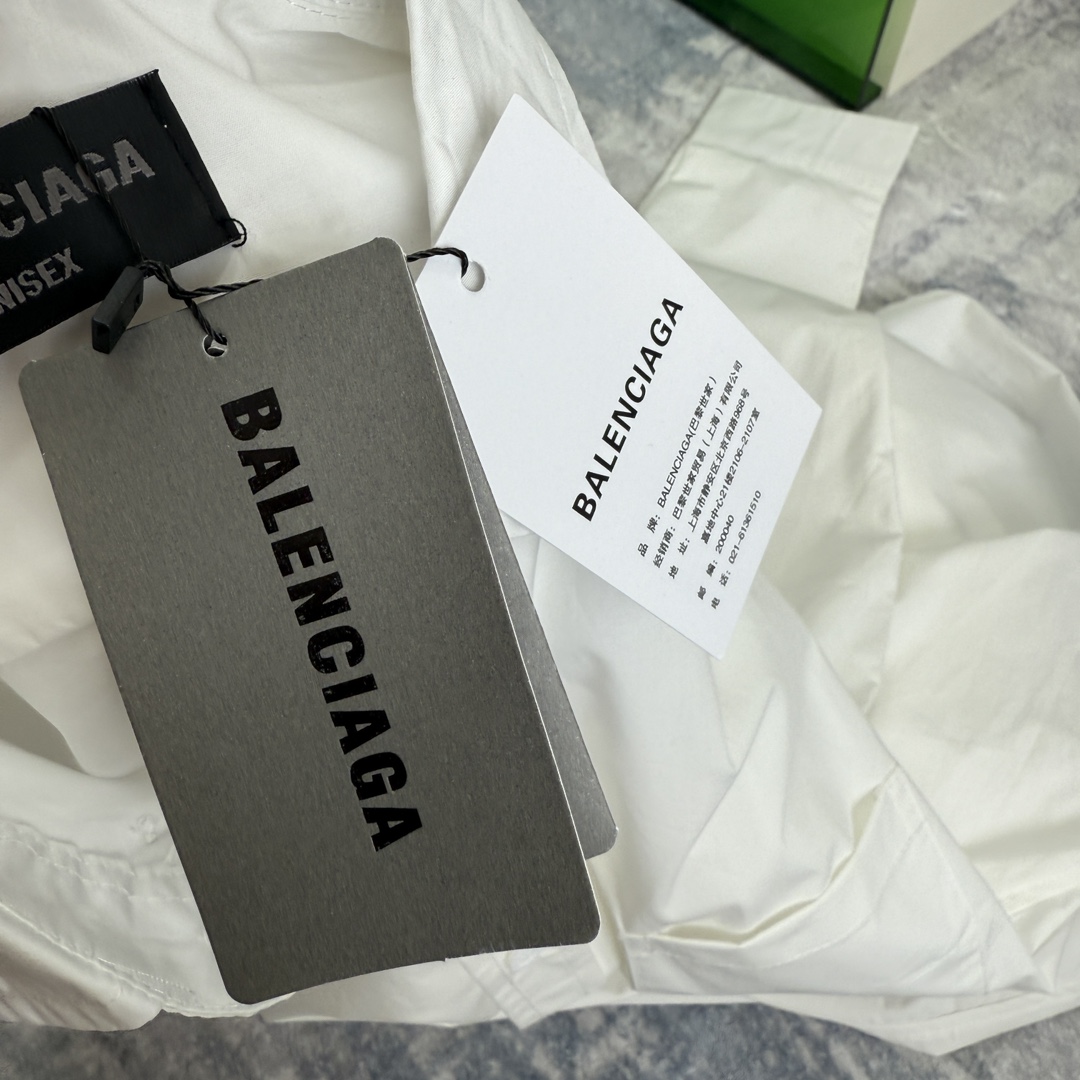 CIAGA
NISEX
BALENCIAGA
BALENCIAGA
品 牌: BALENCIAGA(巴黎世家)
经销商: 巴黎世家贸易(上海)有限公司
地 址: 上海市静安区北京西路968号
嘉地中心21楼2106-2107室
邮 编: 200040
电 话: 021-61361510